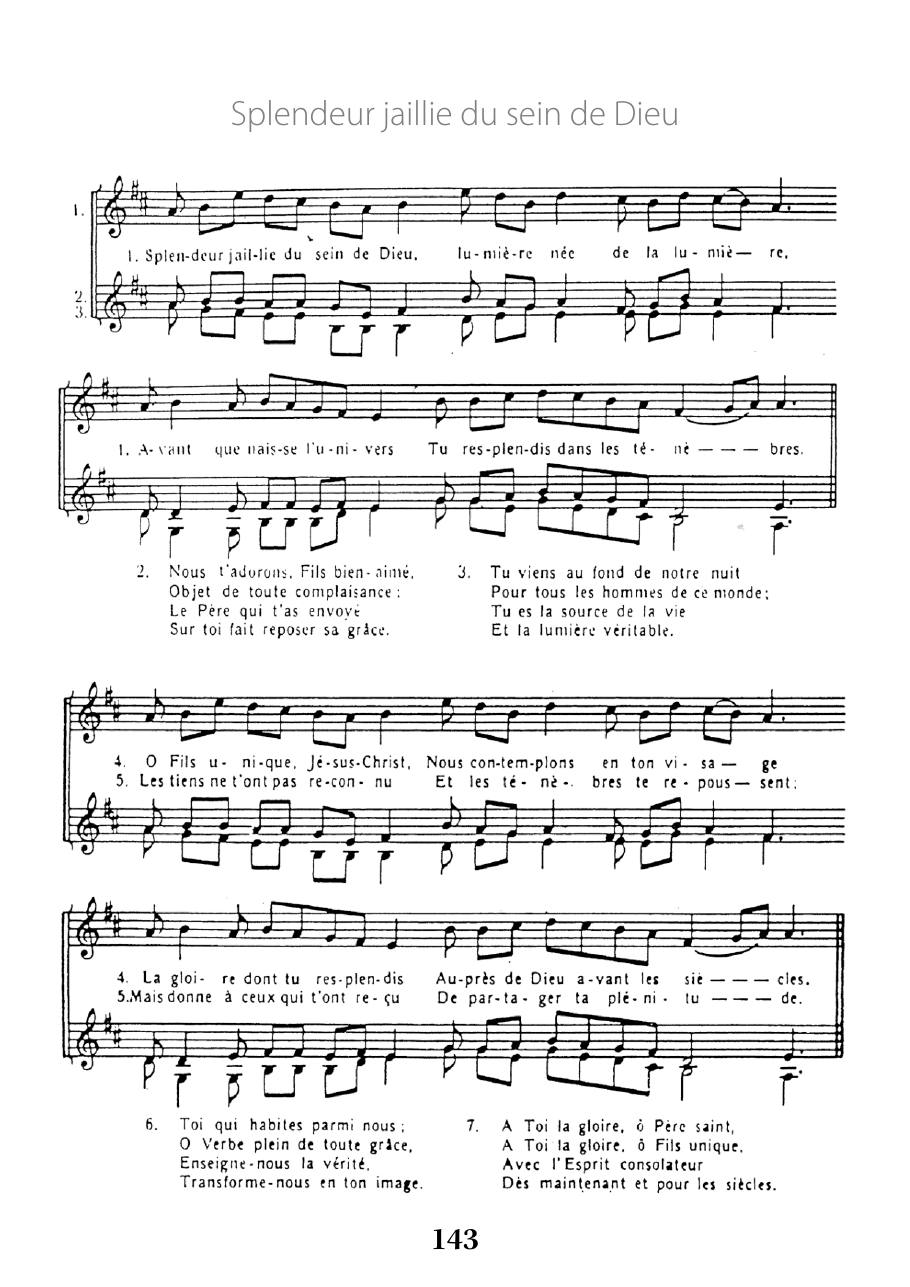 Splendeur jaillie du sein de Dieu
1.
1. Splen-deur jail-lie du sein de Dieu, lu-miè-re née de la lu-miè— re,
2.
3.
1. A-vant que nais-se l'u-ni-vers Tu res-plen-dis dans les té- nè — — — bres.
2. Nous t'adorons, Fils bien-aimé,
Objet de toute complaisance;
Le Père qui t'as envoyé
Sur toi fait reposer sa grâce.
3. Tu viens au fond de notre nuit
Pour tous les hommes de ce monde;
Tu es la source de la vie
Et la lumière véritable.
4. O Fils u- ni-que, Jé-sus-Christ, Nous con-tem-plons en ton vi- sa— ge
5. Les tiens ne t'ont pas re-con- nu Et les té- nè- bres te re- pous— sent;
4. La gloi- re dont tu res-plen-dis Au-près de Dieu a-vant les siè — — — cles.
5. Mais donne à ceux qui t'ont re-çu De par-ta-ger ta plé-ni-tu — — — de.
6. Toi qui habites parmi nous;
O Verbe plein de toute grâce,
Enseigne-nous la vérité,
Transforme-nous en ton image.
7. A Toi la gloire, ô Père saint,
A Toi la gloire, ô Fils unique,
Avec l'Esprit consolateur
Dès maintenant et pour les siècles.
143